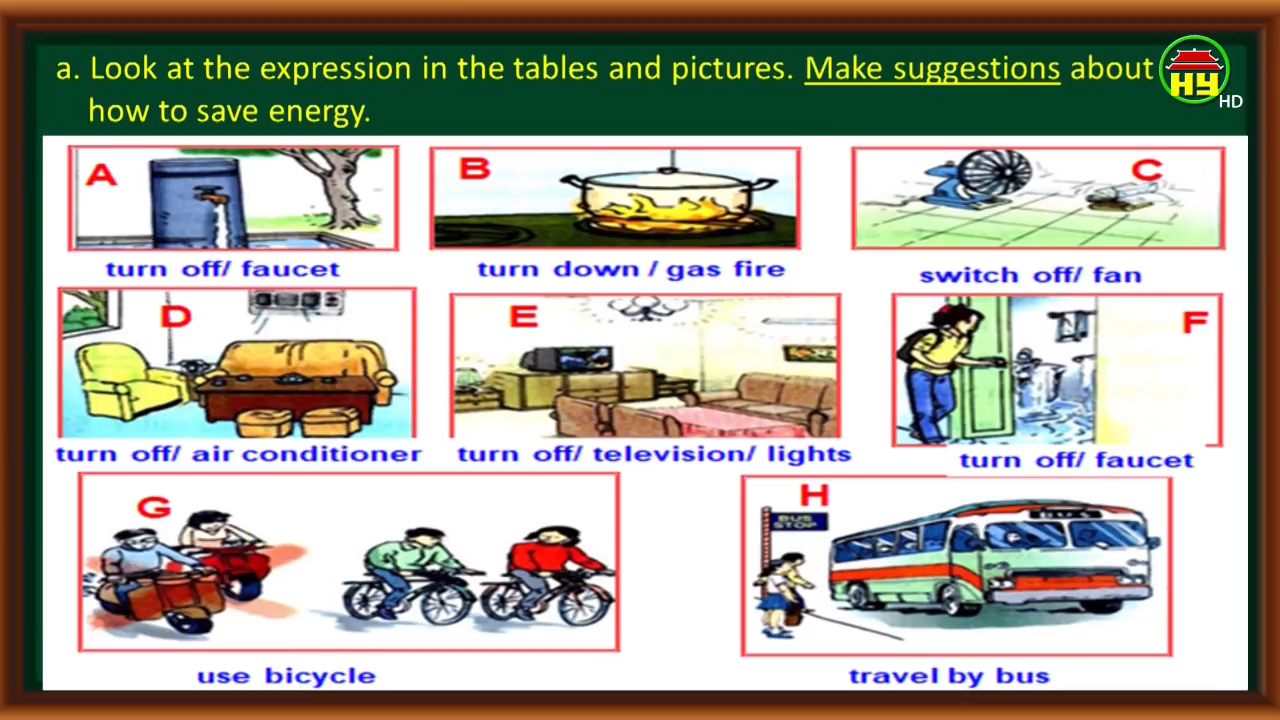 a. Look at the expression in the tables and pictures. Make suggestions about
how to save energy.
HY
HD
A
B
C
turn off/ faucet
turn down / gas fire
switch off/ fan
D
E
F
turn off/ air conditioner
turn off/ television/ lights
turn off/ faucet
G
H
BUS
STOP
use bicycle
travel by bus